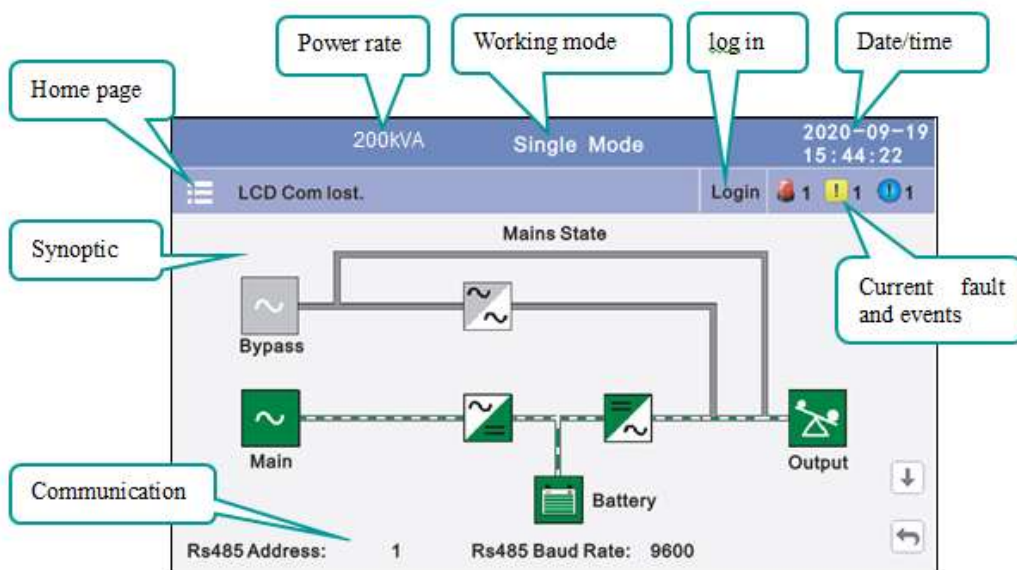 Power rate
Working mode
log in
Date/time
Home page
200kVA
Single Mode
2020-09-19
15:44:22
LCD Com lost.
Login
1
! 1
! 1
Synoptic
Mains State
Current fault
and events
Bypass
Main
Output
Communication
Battery
Rs485 Address: 1
Rs485 Baud Rate: 9600